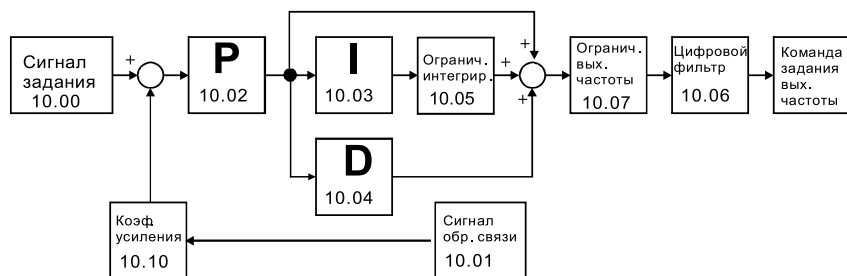 Сигнал
задания
10.00
+
P
10.02
I
10.03
Огранич.
интегрир.
10.05
+
+
+
D
10.04
Огранич.
вых.
частоты
10.07
Цифровой
фильтр
10.06
Команда
задания
вых.
частоты
Коэф.
усиления
10.10
Сигнал
обр. связи
10.01